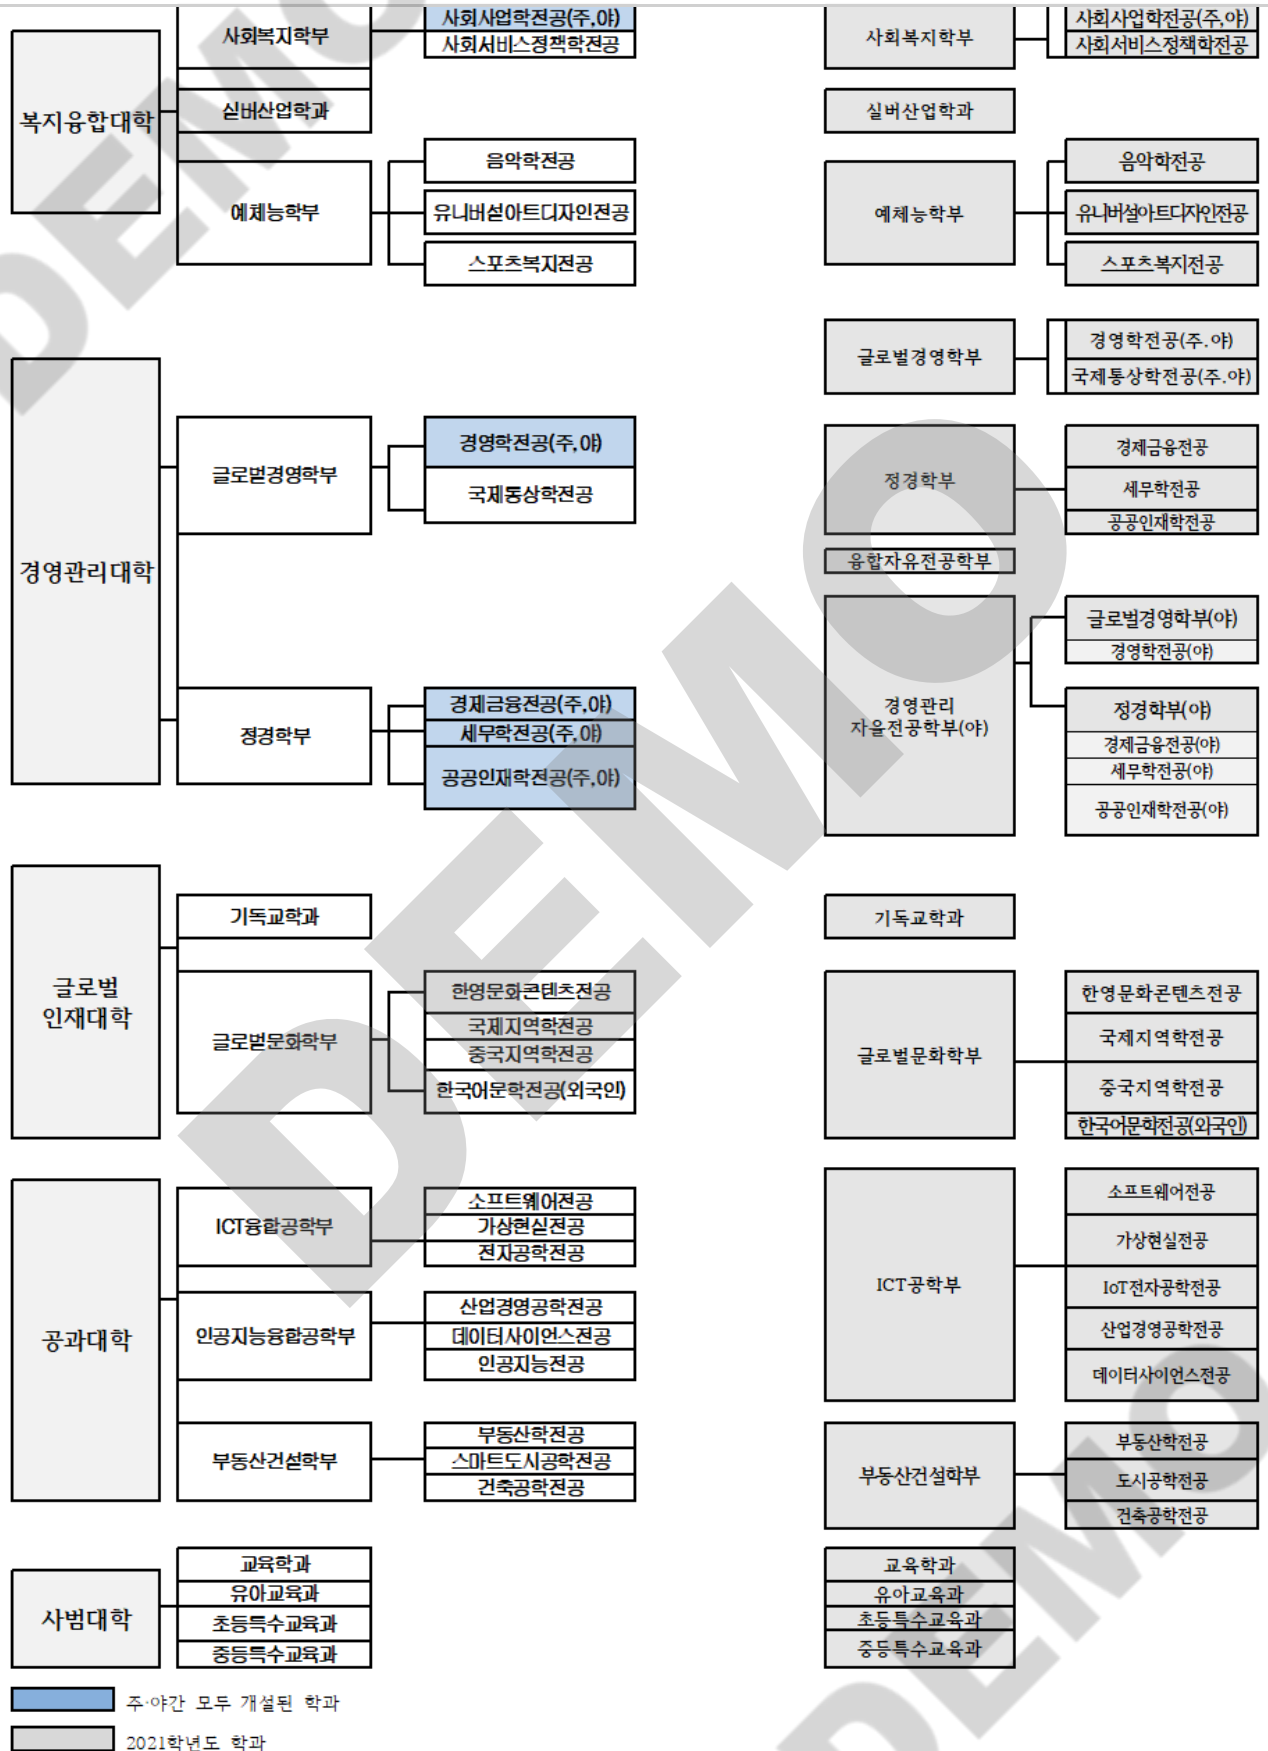 복지융합대학
사회복지학부
사회사업학전공(주,야)
사회서비스정책학전공
실버산업학과
예체능학부
음악학전공
유니버설아트디자인전공
스포츠복지전공
경영관리대학
글로벌경영학부
경영학전공(주,야)
국제통상학전공
정경학부
경제금융전공(주,야)
세무학전공(주,야)
공공인재학전공(주,야)
글로벌
인재대학
기독교학과
글로벌문화학부
한영문화콘텐츠전공
국제지역학전공
중국지역학전공
한국어문학전공(외국인)
공과대학
ICT융합공학부
소프트웨어전공
가상현실전공
전자공학전공
인공지능융합공학부
산업경영공학전공
데이터사이언스전공
인공지능전공
부동산건설학부
부동산학전공
스마트도시공학전공
건축공학전공
사범대학
교육학과
유아교육과
초등특수교육과
중등특수교육과
주·야간 모두 개설된 학과
2021학년도 학과
사회복지학부
사회사업학전공(주,야)
사회서비스정책학전공
실버산업학과
예체능학부
음악학전공
유니버설아트디자인전공
스포츠복지전공
글로벌경영학부
경영학전공(주.야)
국제통상학전공(주.야)
정경학부
경제금융전공
세무학전공
공공인재학전공
융합자유전공학부
경영관리
자율전공학부(야)
글로벌경영학부(야)
경영학전공(야)
정경학부(야)
경제금융전공(야)
세무학전공(야)
공공인재학전공(야)
기독교학과
글로벌문화학부
한영문화콘텐츠전공
국제지역학전공
중국지역학전공
한국어문학전공(외국인)
ICT공학부
소프트웨어전공
가상현실전공
IoT전자공학전공
산업경영공학전공
데이터사이언스전공
부동산건설학부
부동산학전공
도시공학전공
건축공학전공
교육학과
유아교육과
초등특수교육과
중등특수교육과
DEMO
DEMO
DEMO